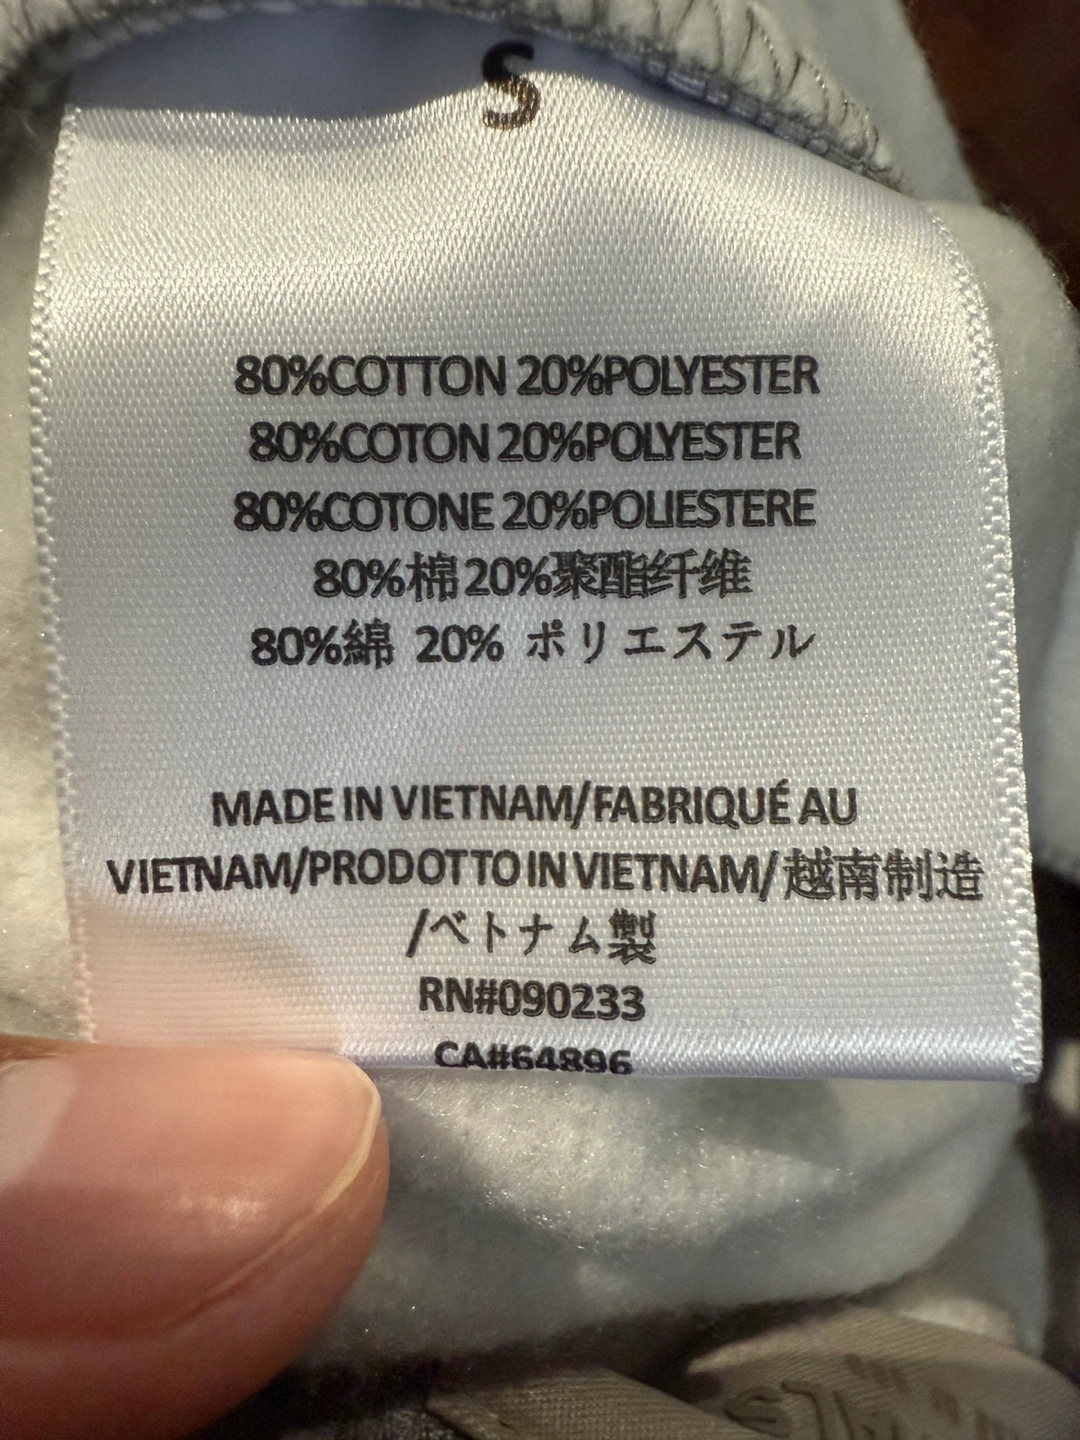 S
80%COTTON 20%POLYESTER
80%COTON 20%POLYESTER
80%COTONE 20%POLIESTERE
80%棉20%聚酯纤维
80%綿 20% ポリエステル
MADE IN VIETNAM/FABRIQUÉ AU
VIETNAM/PRODOTTO IN VIETNAM/越南制造
/ベトナム製
RN#090233
CA#64896